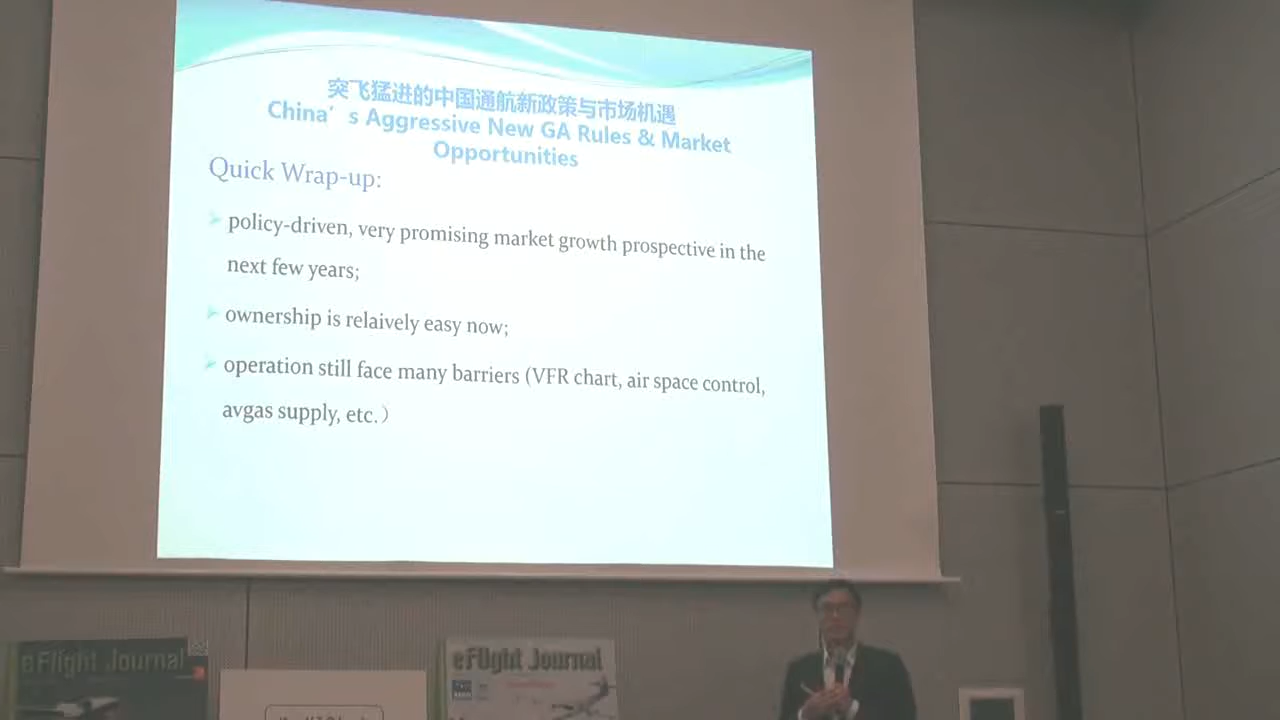 突飞猛进的中国通航新政策与市场机遇
China's Aggressive New GA Rules & Market
Opportunities
Quick Wrap-up:
policy-driven, very promising market growth prospective in the
next few years;
ownership is relaively easy now;
operation still face many barriers (VFR chart, air space control,
avgas supply, etc.）
eFlight Journal
eFlight Journal